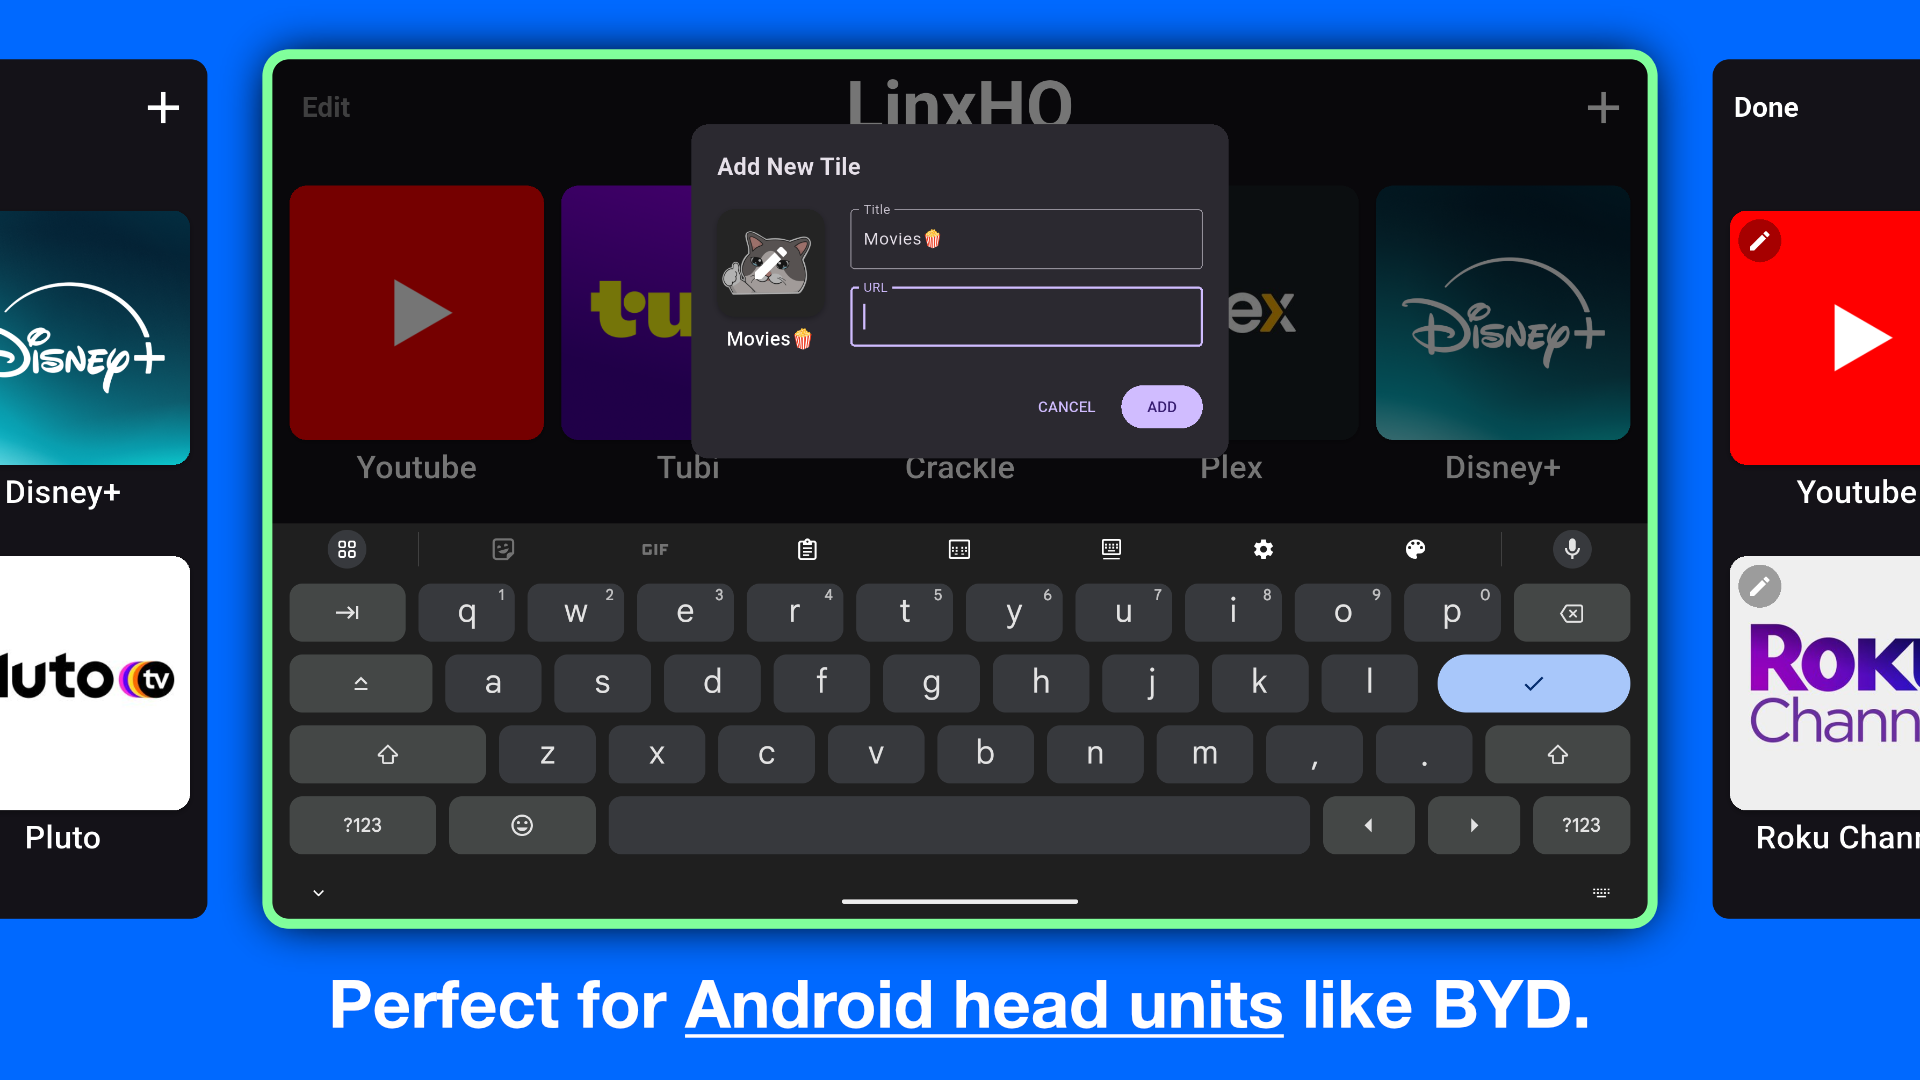 Edit
LinxHO
Done
Add New Tile
Title
Movies🍿
URL
Movies🍿
CANCEL
ADD
Disney+
tu
ex
Disney+
Youtube
Tubi
Crackle
Plex
Disney+
Disney+
Youtube
GIF
q 1 w 2 e 3 r 4 t 5 y 6 u 7 i 8 o 9 p 0
a s d f g h j k l
z x c v b n m , .
?123
?123
luto tv
Pluto
Roku
Chann
Roku Chann
Perfect for Android head units like BYD.